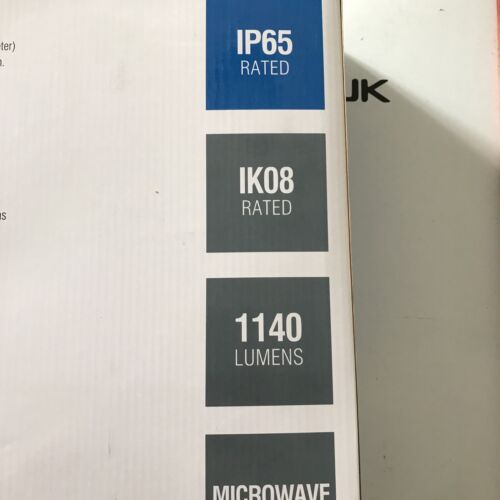 IP65
RATED
IK08
RATED
1140
LUMENS
MICROWAVE